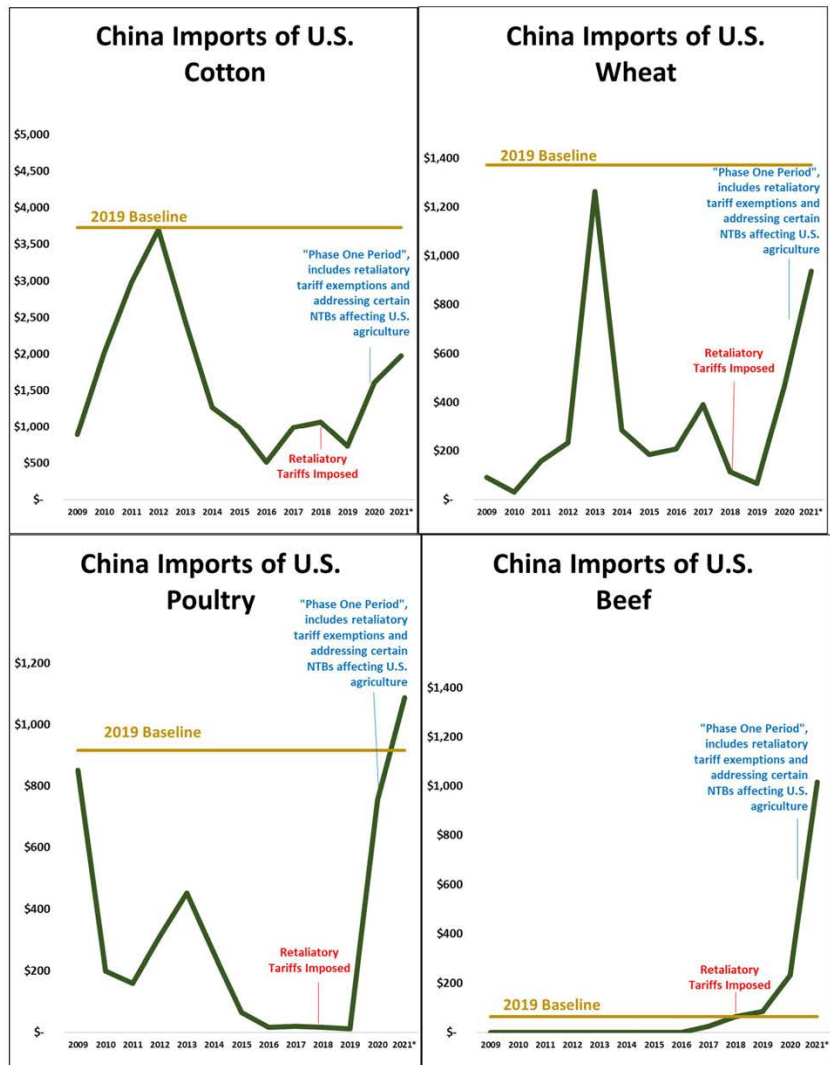 China Imports of U.S.
Cotton
$5,000
$4,500
$4,000
$3,500
$3,000
$2,500
$2,000
$1,500
$1,000
$500
$-
2019 Baseline
"Phase One Period",
includes retaliatory
tariff exemptions and
addressing certain
NTBs affecting U.S.
agriculture
Retaliatory
Tariffs Imposed
2009 2010 2011 2012 2013 2014 2015 2016 2017 2018 2019 2020 2021*
China Imports of U.S.
Wheat
$1,400
$1,200
$1,000
$800
$600
$400
$200
$-
2019 Baseline
"Phase One Period",
includes retaliatory
tariff exemptions and
addressing certain
NTBs affecting U.S.
agriculture
Retaliatory
Tariffs Imposed
2009 2010 2011 2012 2013 2014 2015 2016 2017 2018 2019 2020 2021*
China Imports of U.S.
Poultry
"Phase One Period",
includes retaliatory
tariff exemptions and
addressing certain
NTBs affecting U.S.
agriculture
$1,200
$1,000
$800
$600
$400
$200
$-
2019 Baseline
Retaliatory
Tariffs Imposed
2009 2010 2011 2012 2013 2014 2015 2016 2017 2018 2019 2020 2021*
China Imports of U.S.
Beef
$1,400
$1,200
$1,000
$800
$600
$400
$200
$-
"Phase One Period",
includes retaliatory
tariff exemptions and
addressing certain
NTBs affecting U.S.
agriculture
Retaliatory
Tariffs Imposed
2019 Baseline
2009 2010 2011 2012 2013 2014 2015 2016 2017 2018 2019 2020 2021*